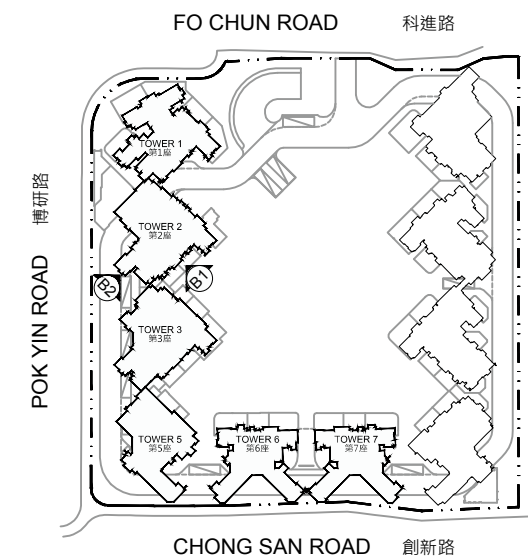 FO CHUN ROAD 科進路
TOWER 1
第1座
TOWER 2
第2座
POK YIN ROAD 博研路
B2
B1
TOWER 3
第3座
TOWER 5
第5座
TOWER 6
第6座
TOWER 7
第7座
CHONG SAN ROAD 創新路